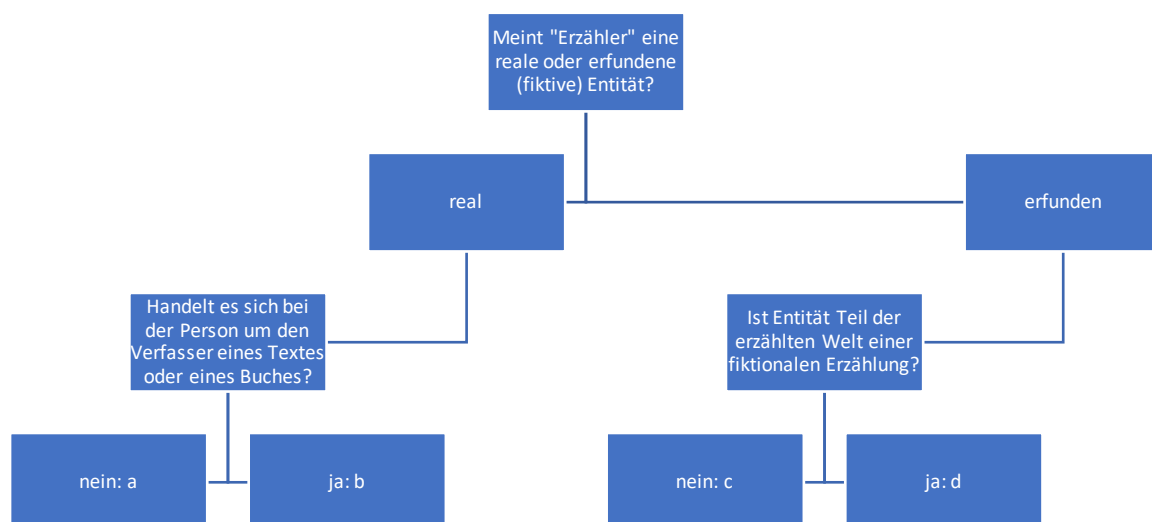 Meint "Erzähler" eine
reale oder erfundene
(fiktive) Entität?
real
erfunden
Handelt es sich bei
der Person um den
Verfasser eines Textes
oder eines Buches?
Ist Entität Teil der
erzählten Welt einer
fiktionalen Erzählung?
nein: a
ja: b
nein: c
ja: d